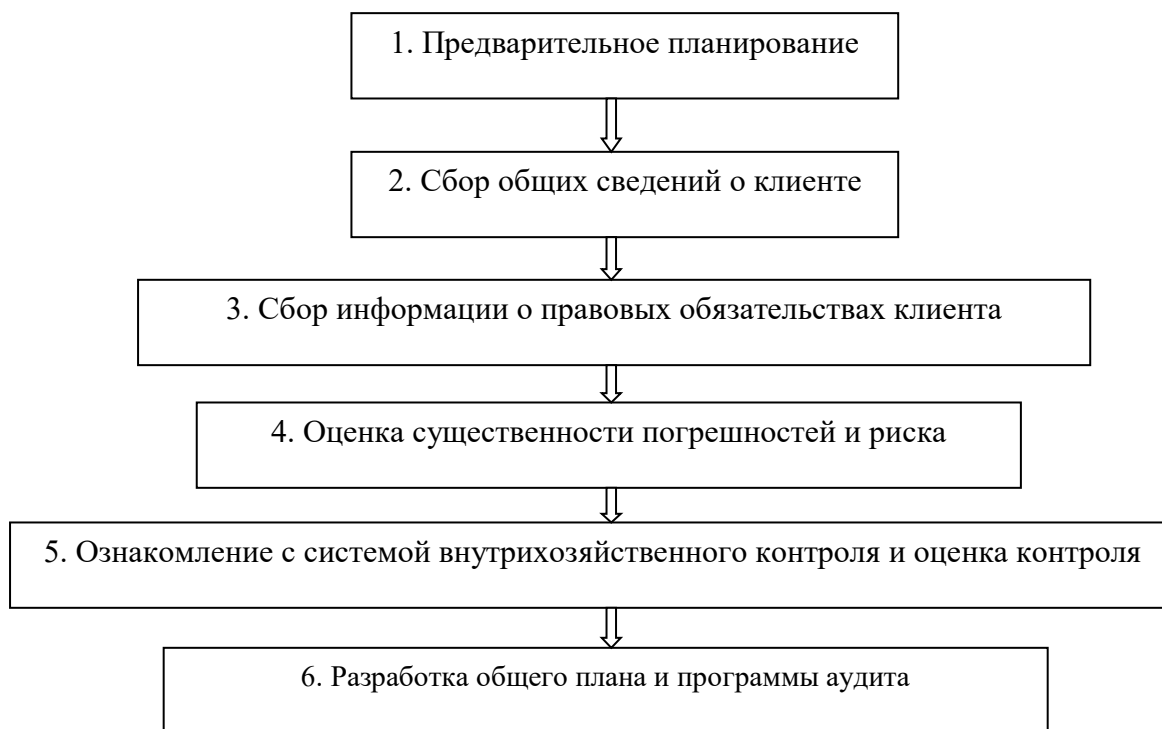 1. Предварительное планирование
2. Сбор общих сведений о клиенте
3. Сбор информации о правовых обязательствах клиента
4. Оценка существенности погрешностей и риска
5. Ознакомление с системой внутрихозяйственного контроля и оценка контроля
6. Разработка общего плана и программы аудита